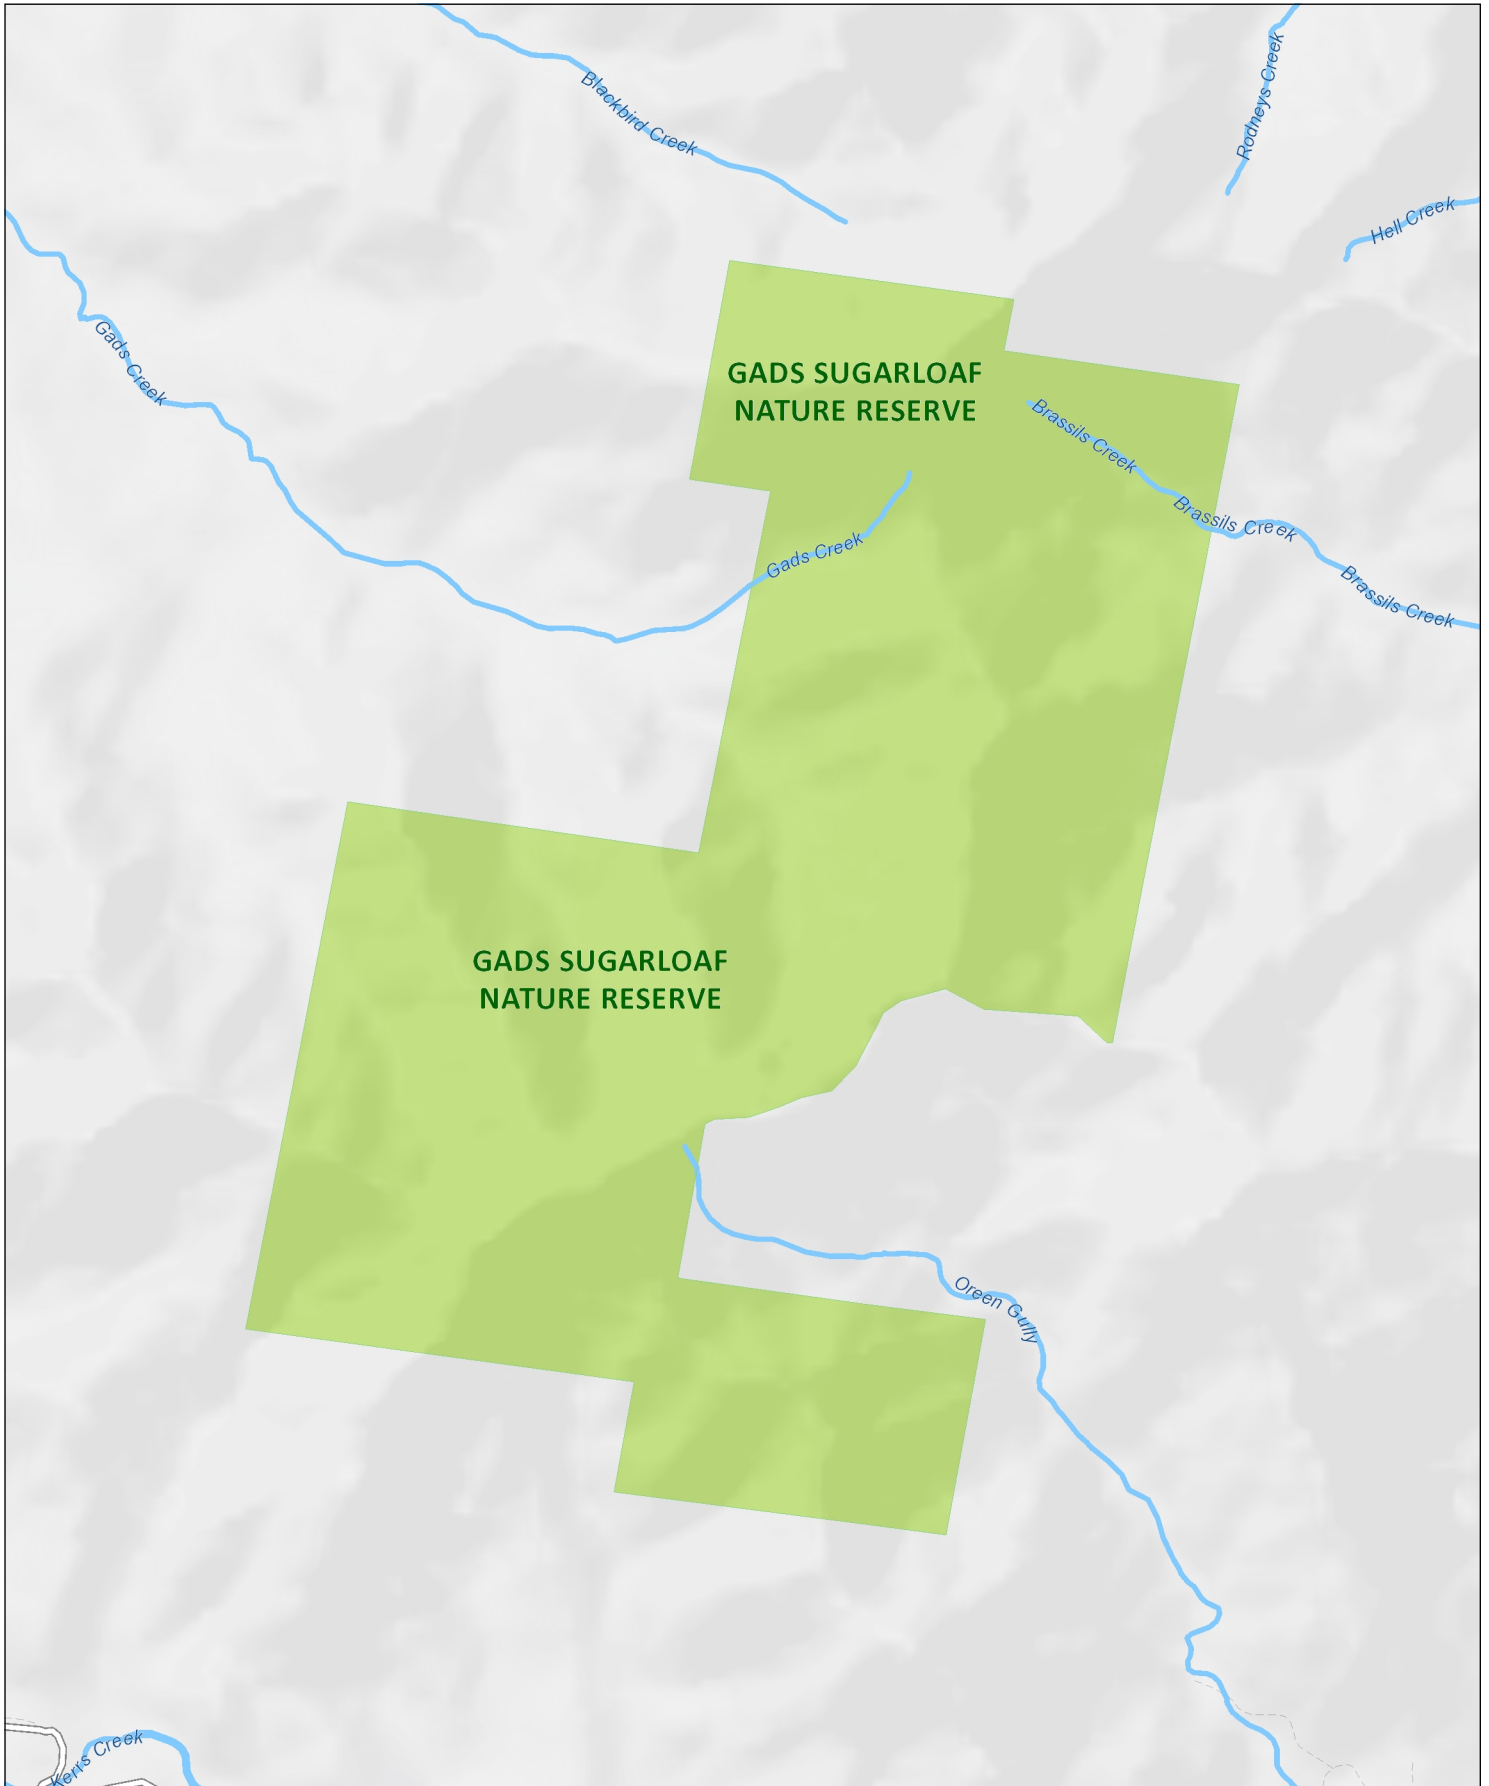 Blackbird Creek
Rodneys Creek
Hell Creek
Gads Creek
GADS SUGARLOAF
NATURE RESERVE
Brassils Creek
Brassils Creek
Gads Creek
Brassils Creek
GADS SUGARLOAF
NATURE RESERVE
Oreen Gully
Kerrs Creek